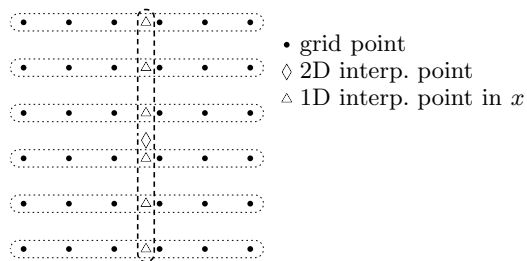 grid point
2D interp. point
1D interp. point in x